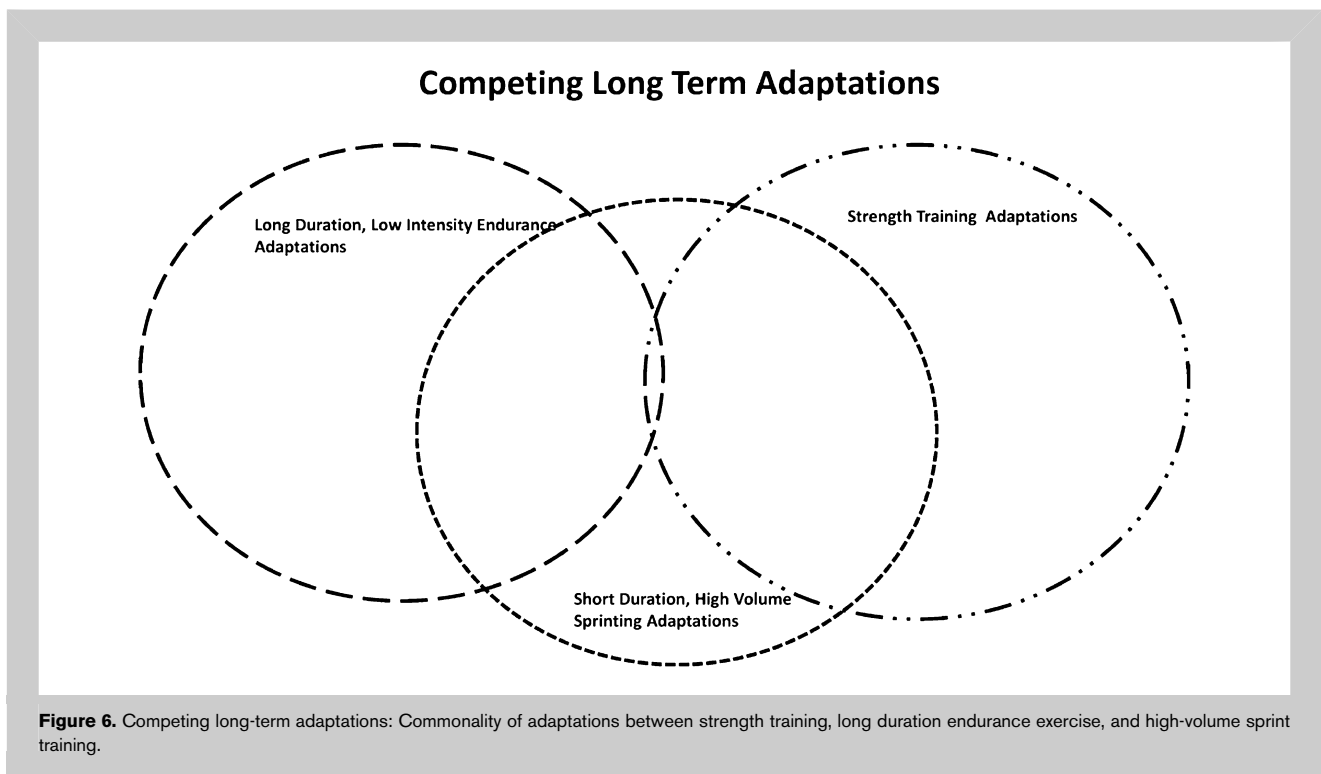 Competing Long Term Adaptations
Long Duration, Low Intensity Endurance
Adaptations
Strength Training Adaptations
Short Duration, High Volume
Sprinting Adaptations
Figure 6. Competing long-term adaptations: Commonality of adaptations between strength training, long duration endurance exercise, and high-volume sprint
training.